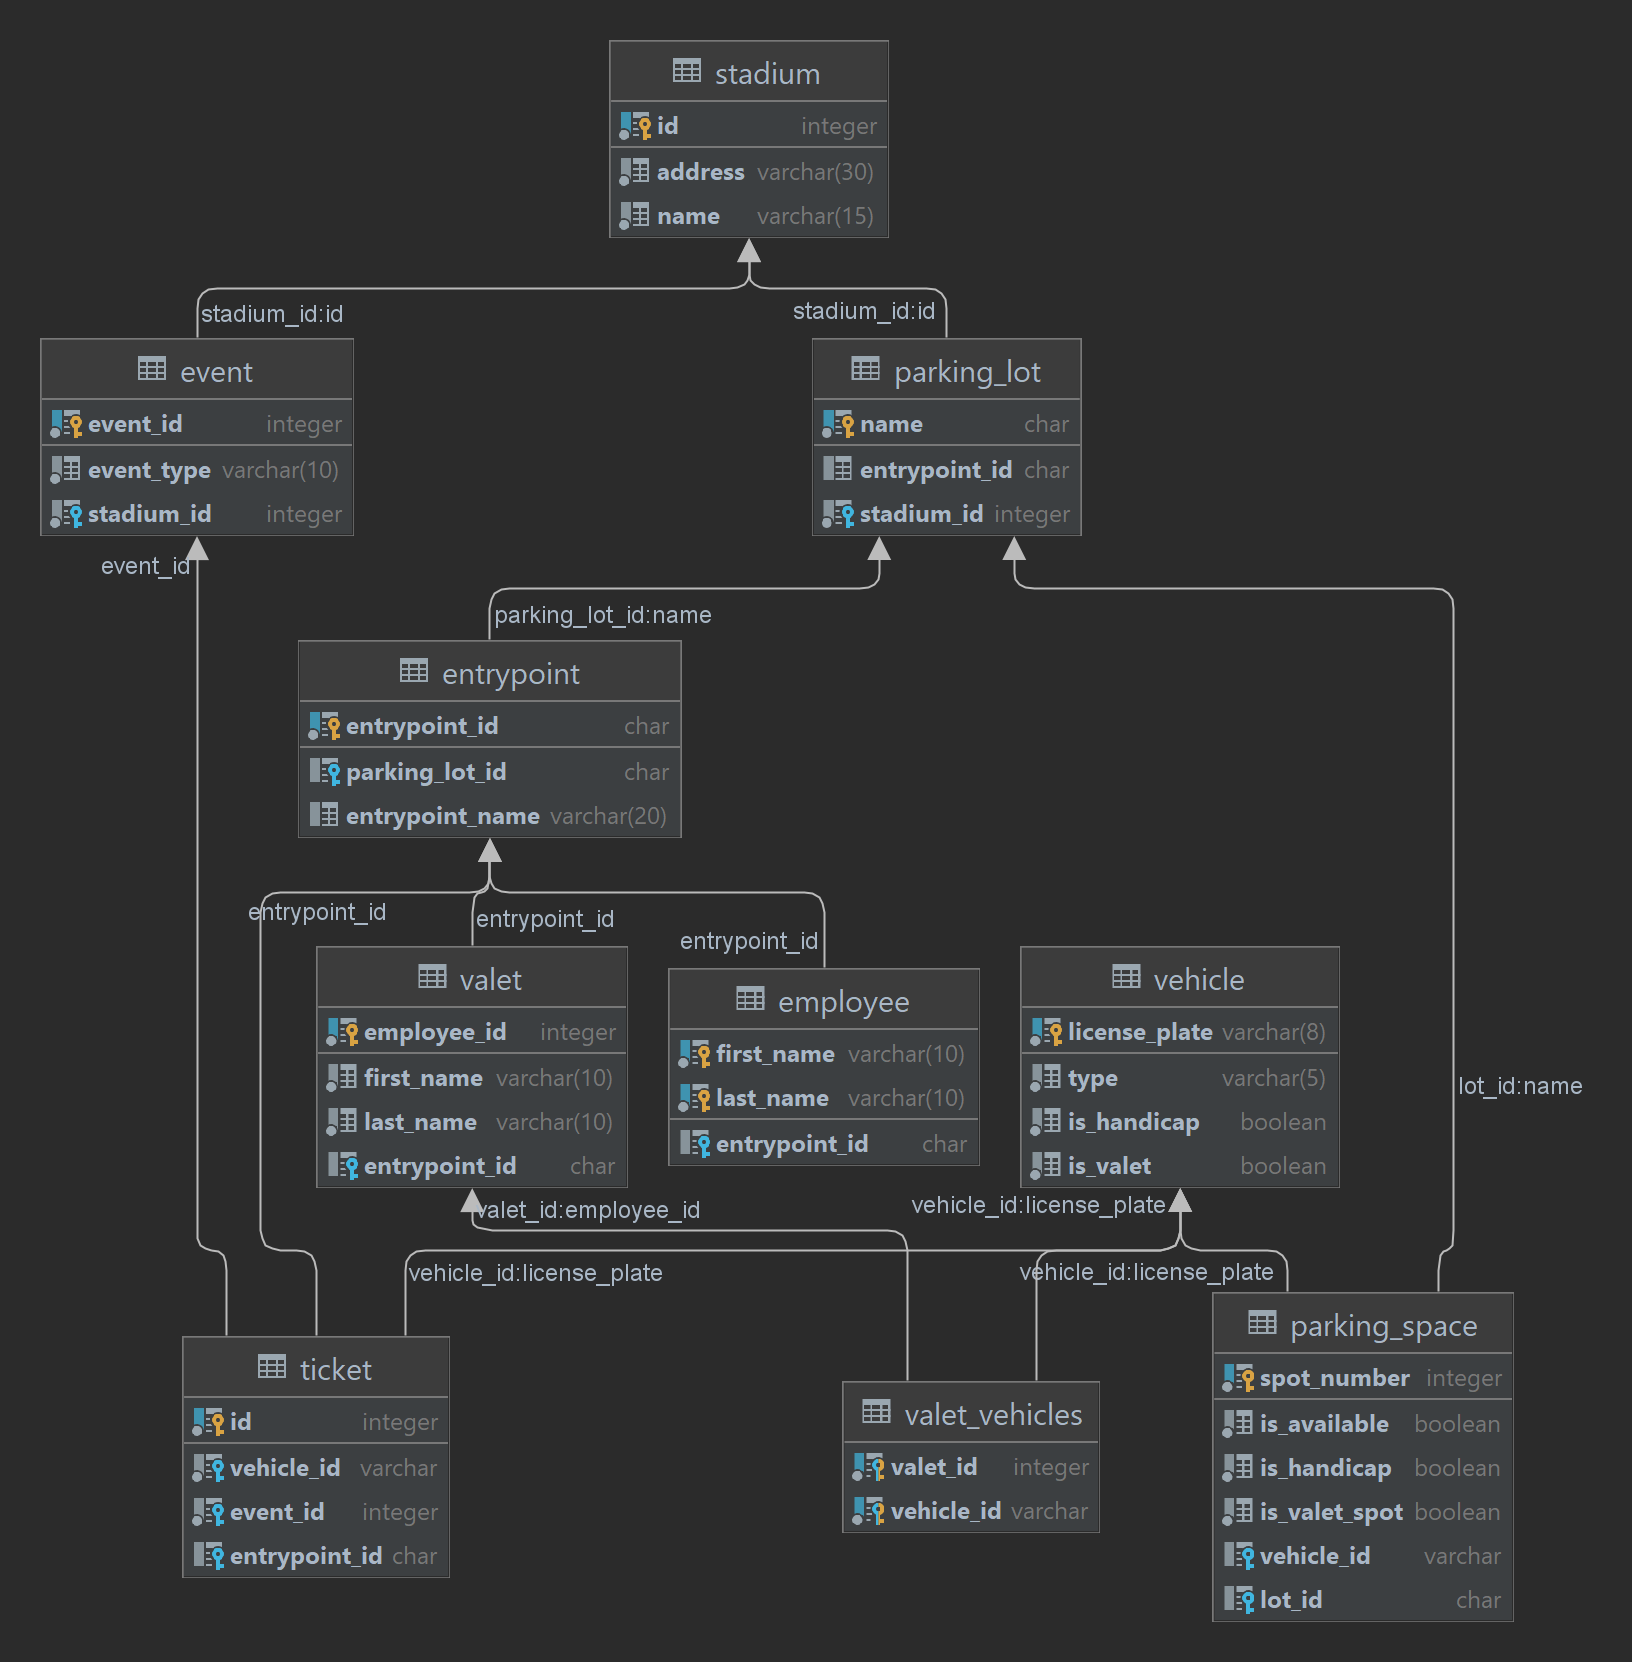 stadium
id integer
address varchar(30)
name varchar(15)
stadium_id:id
stadium_id:id
event
event_id integer
event_type varchar(10)
stadium_id integer
parking_lot
name char
entrypoint_id char
stadium_id integer
event_id
parking_lot_id:name
entrypoint
entrypoint_id char
parking_lot_id char
entrypoint_name varchar(20)
entrypoint_id
entrypoint_id
entrypoint_id
valet
employee_id integer
first_name varchar(10)
last_name varchar(10)
entrypoint_id char
employee
first_name varchar(10)
last_name varchar(10)
entrypoint_id char
vehicle
license_plate varchar(8)
type varchar(5)
is_handicap boolean
is_valet boolean
lot_id:name
valet_id:employee_id
vehicle_id:license_plate
vehicle_id:license_plate
vehicle_id:license_plate
ticket
id integer
vehicle_id varchar
event_id integer
entrypoint_id char
valet_vehicles
valet_id integer
vehicle_id varchar
parking_space
spot_number integer
is_available boolean
is_handicap boolean
is_valet_spot boolean
vehicle_id varchar
lot_id char